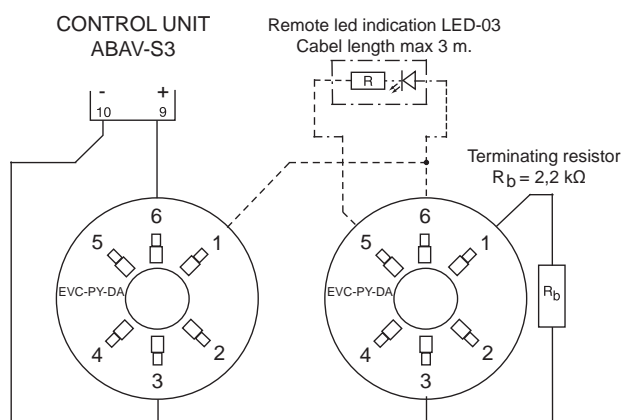 CONTROL UNIT
ABAV-S3
Remote led indication LED-03
Cabel length max 3 m.
R
- +
10 9
Terminating resistor
Rb = 2,2 kΩ
6
5 1
EVC-PY-DA
4 2
3
6
5 1
EVC-PY-DA
4 2
3
Rb